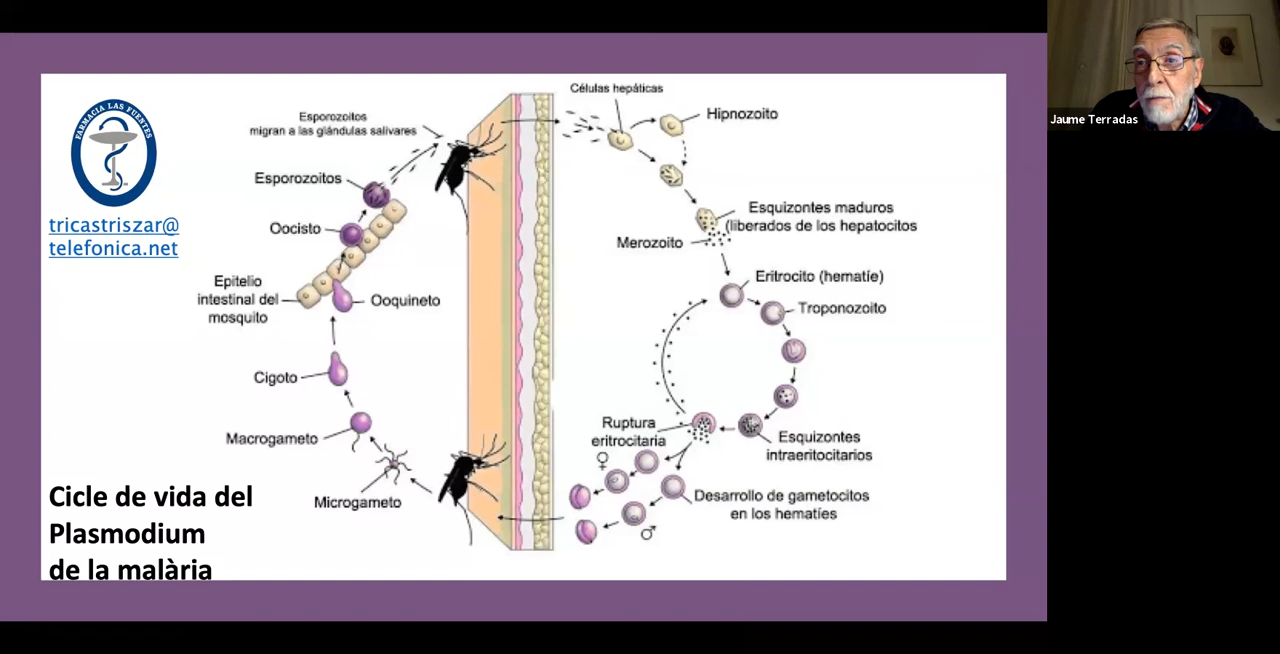 FARMACIA LAS FUENTES
tricastriszar@
telefonica.net
Cicle de vida del
Plasmodium
de la malària
Esporozoitos
migran a las glándulas salivares
Esporozoitos
Oocisto
Epitelio
intestinal del
mosquito
Ooquineto
Cigoto
Macrogameto
Microgameto
Células hepáticas
Hipnozoito
Esquizontes maduros
(liberados de los hepatocitos
Merozoito
Eritrocito (hematíe)
Troponozoito
Ruptura
eritrocitaria
Esquizontes
intraeritocitarios
♀
Desarrollo de gametocitos
en los hematíes
♂
Jaume Terradas